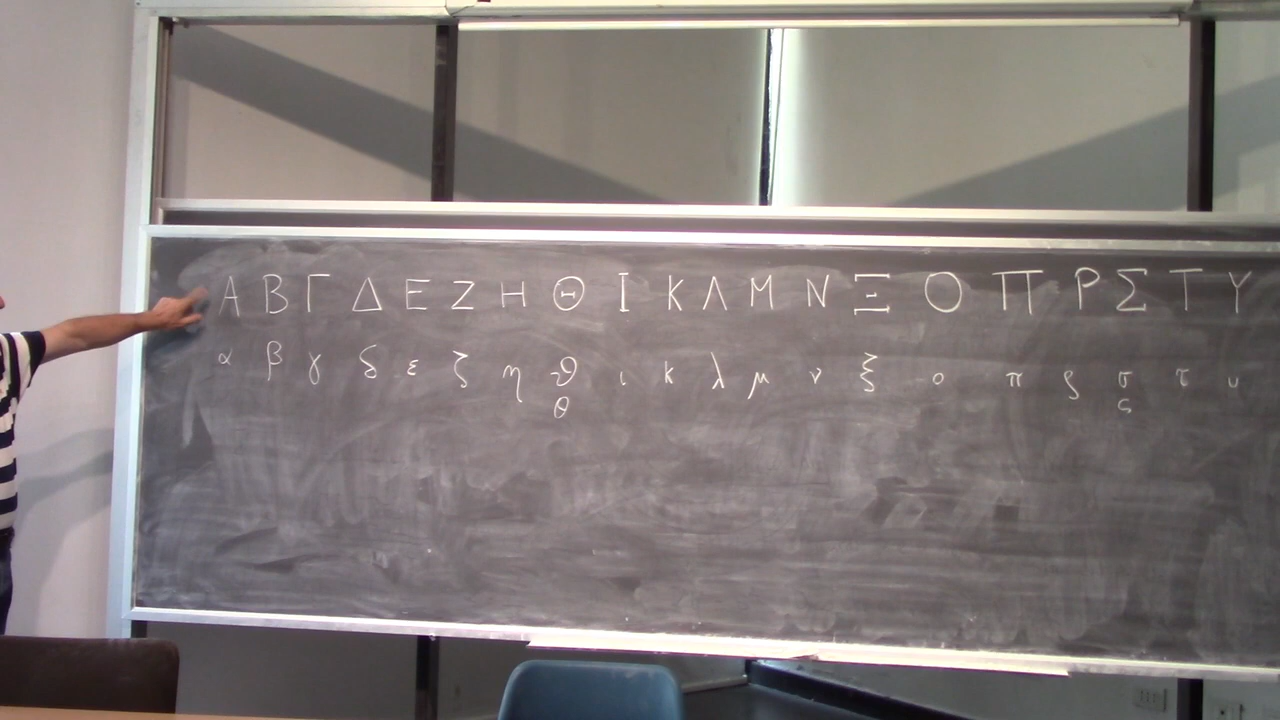 Α Β Γ Δ Ε Ζ Η Θ Ι Κ Λ Μ Ν Ξ Ο Π Ρ Σ Τ Υ
α β γ δ ε ζ η ϑ ι κ λ μ ν ξ ο π ρ σ τ υ
θ ς